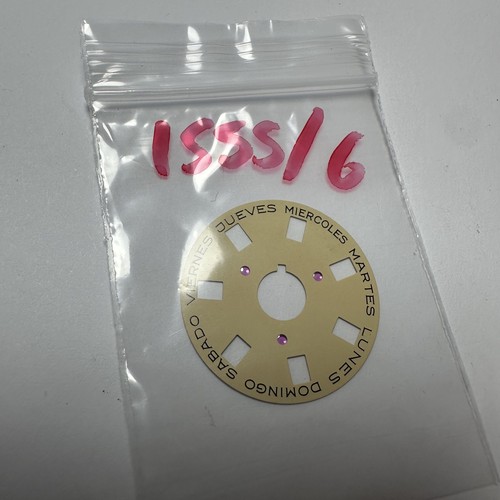 1555/6
LUNES
MARTES
MIERCOLES
JUEVES
VIERNES
SABADO
DOMINGO